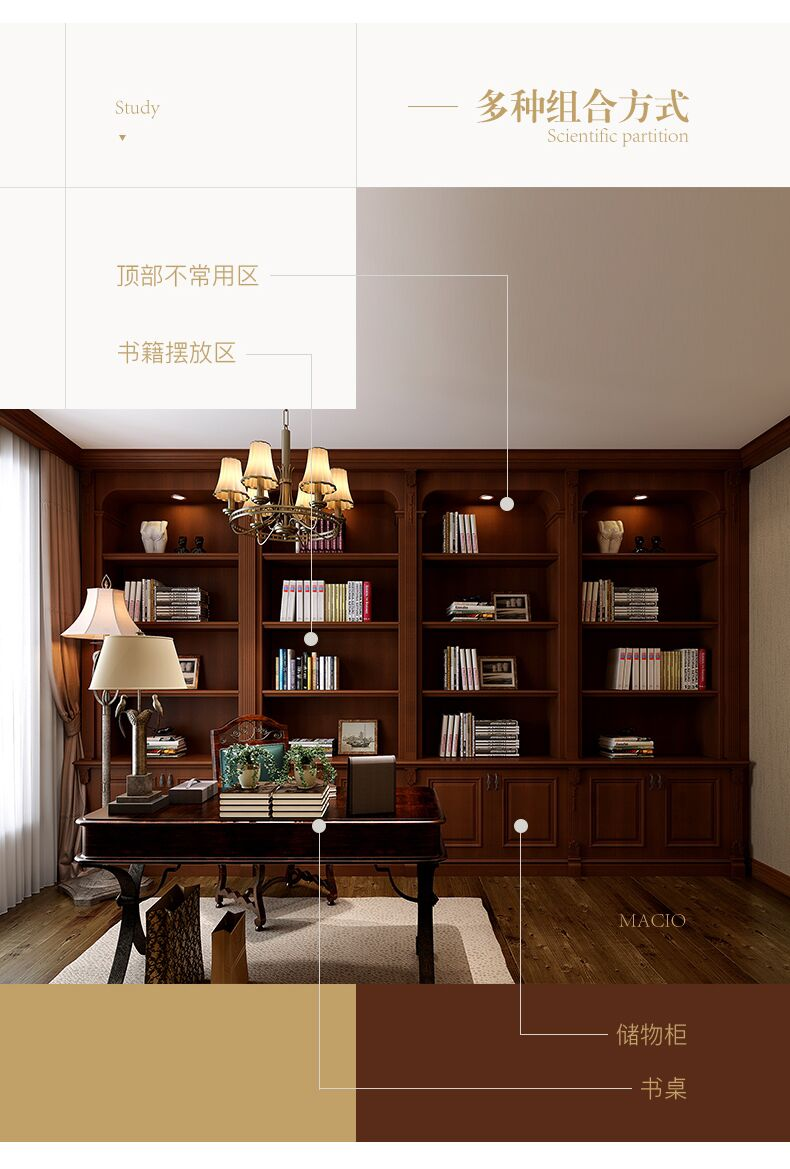 Study
多种组合方式
Scientific partition
顶部不常用区
书籍摆放区
MACIO
储物柜
书桌